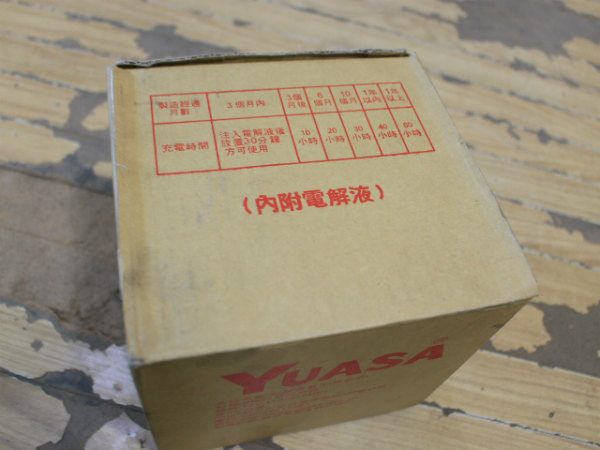 製造經過月數 3個月內 3個月後 6個月 10個月 1年以內 1年以上
充電時間 注入電解液後放置30分鐘方可使用 10小時 20小時 30小時 40小時 60小時
(內附電解液)
YUASA